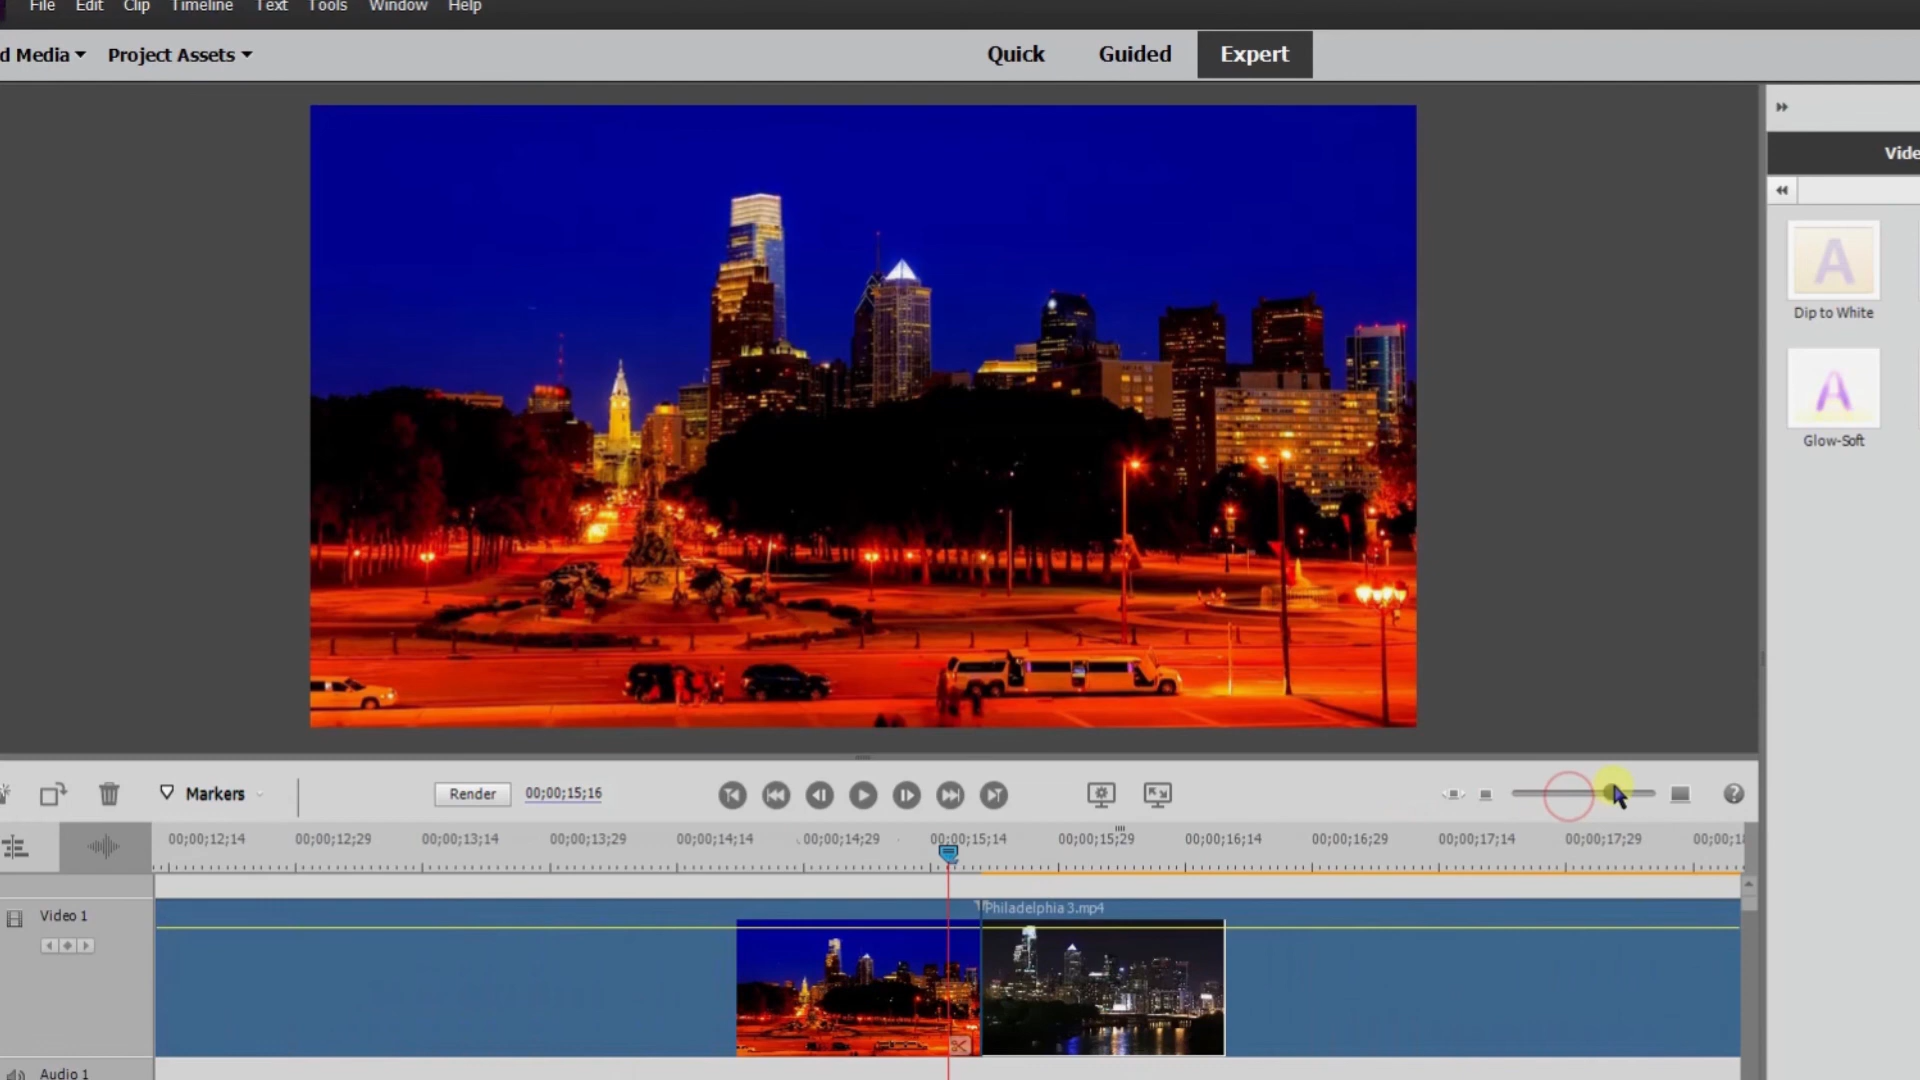 File Edit Clip Timeline Text Tools Window Help
d Media Project Assets Quick Guided Expert
Vide
A
Dip to White
A
Glow-Soft
Markers Render 00;00;15;16
00;00;12;14 00;00;12;29 00;00;13;14 00;00;13;29 00;00;14;14 00;00;14;29 00;00;15;14 00;00;15;29 00;00;16;14 00;00;16;29 00;00;17;14 00;00;17;29 00;00;1
Video 1 Philadelphia 3.mp4
Audio 1